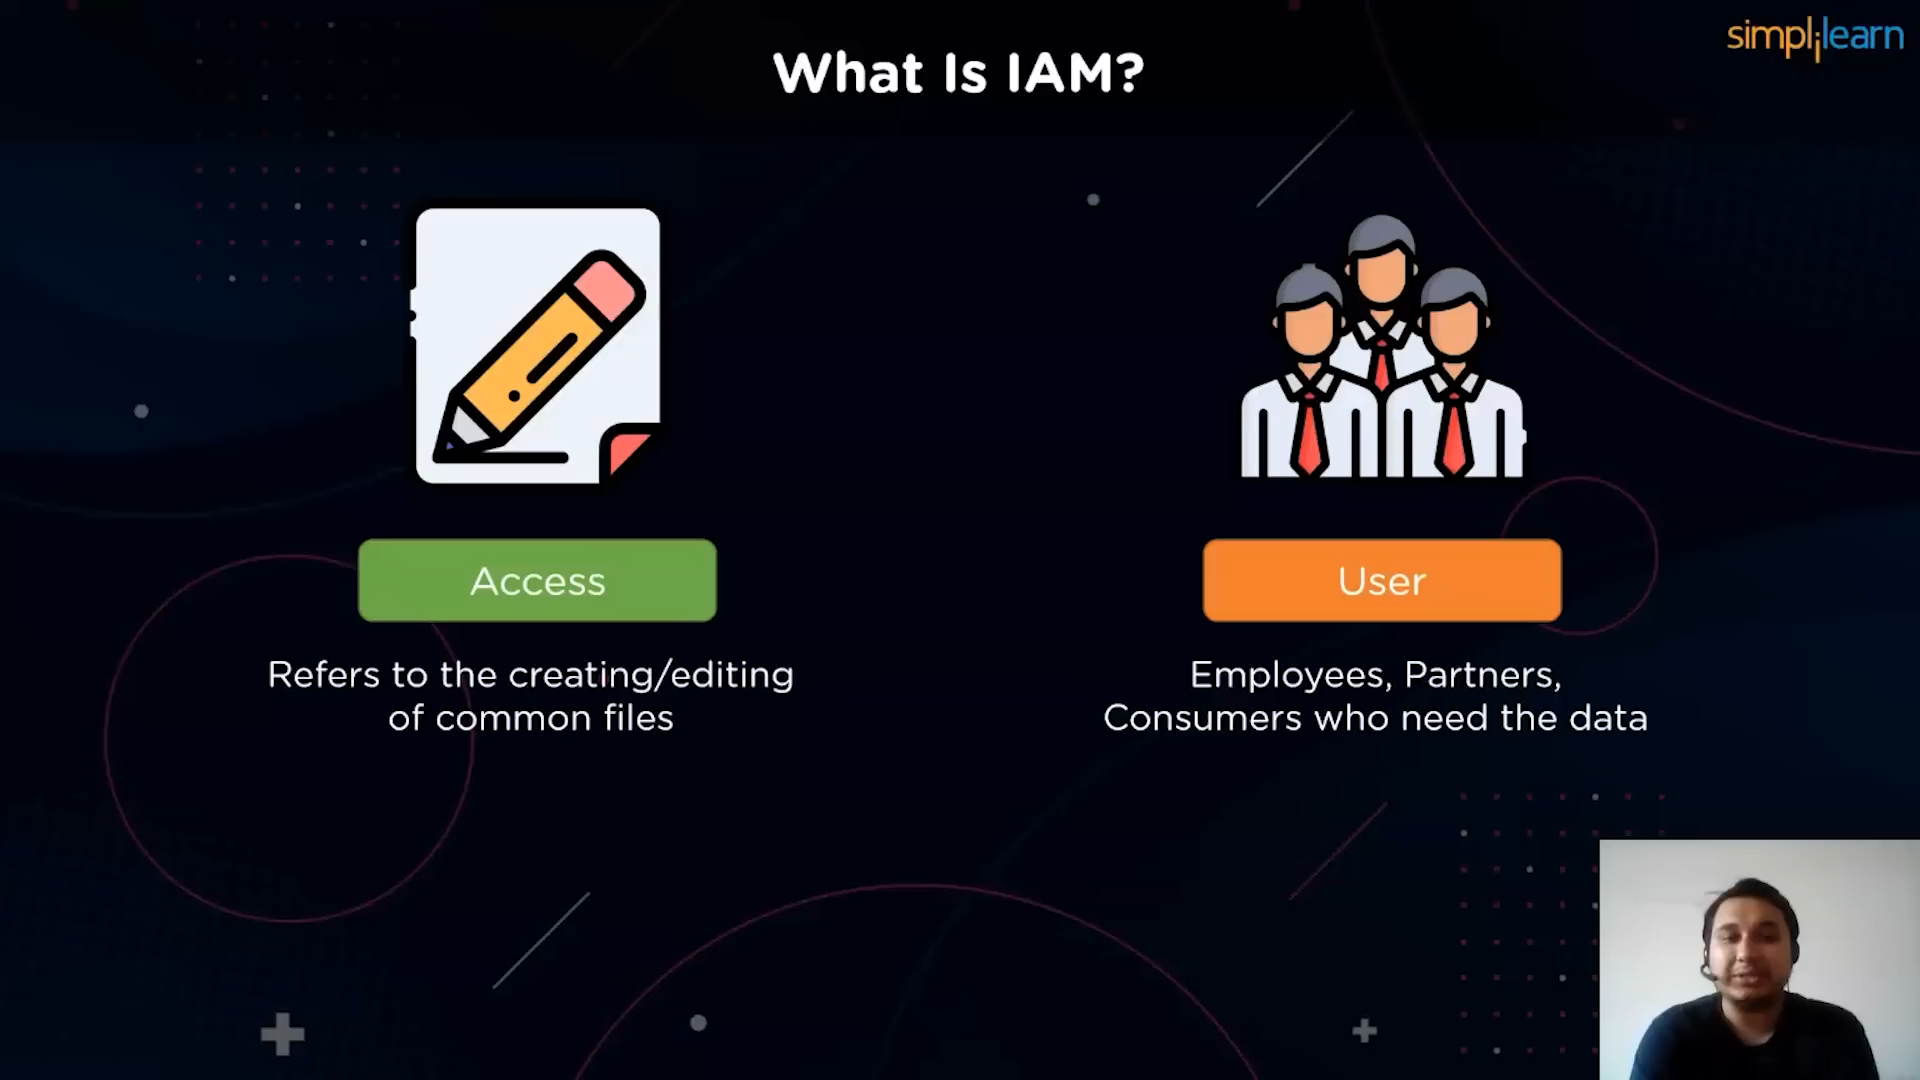 simplilearn
What Is IAM?
Access
User
Refers to the creating/editing
of common files
Employees, Partners,
Consumers who need the data